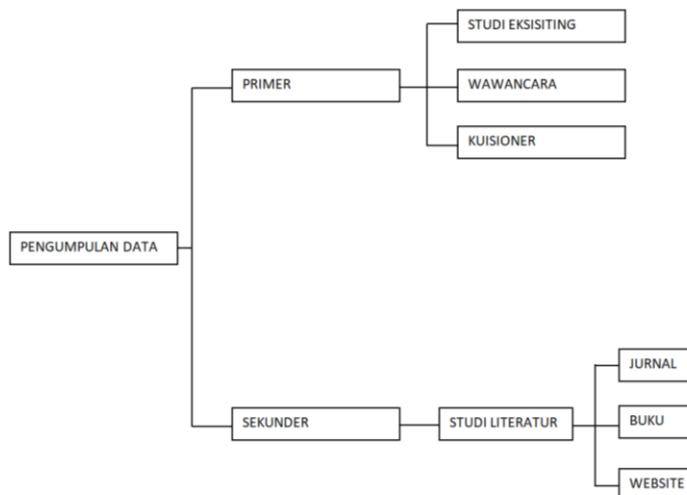 STUDI EKSISITING
PRIMER
WAWANCARA
KUISIONER
PENGUMPULAN DATA
JURNAL
SEKUNDER
STUDI LITERATUR
BUKU
WEBSITE